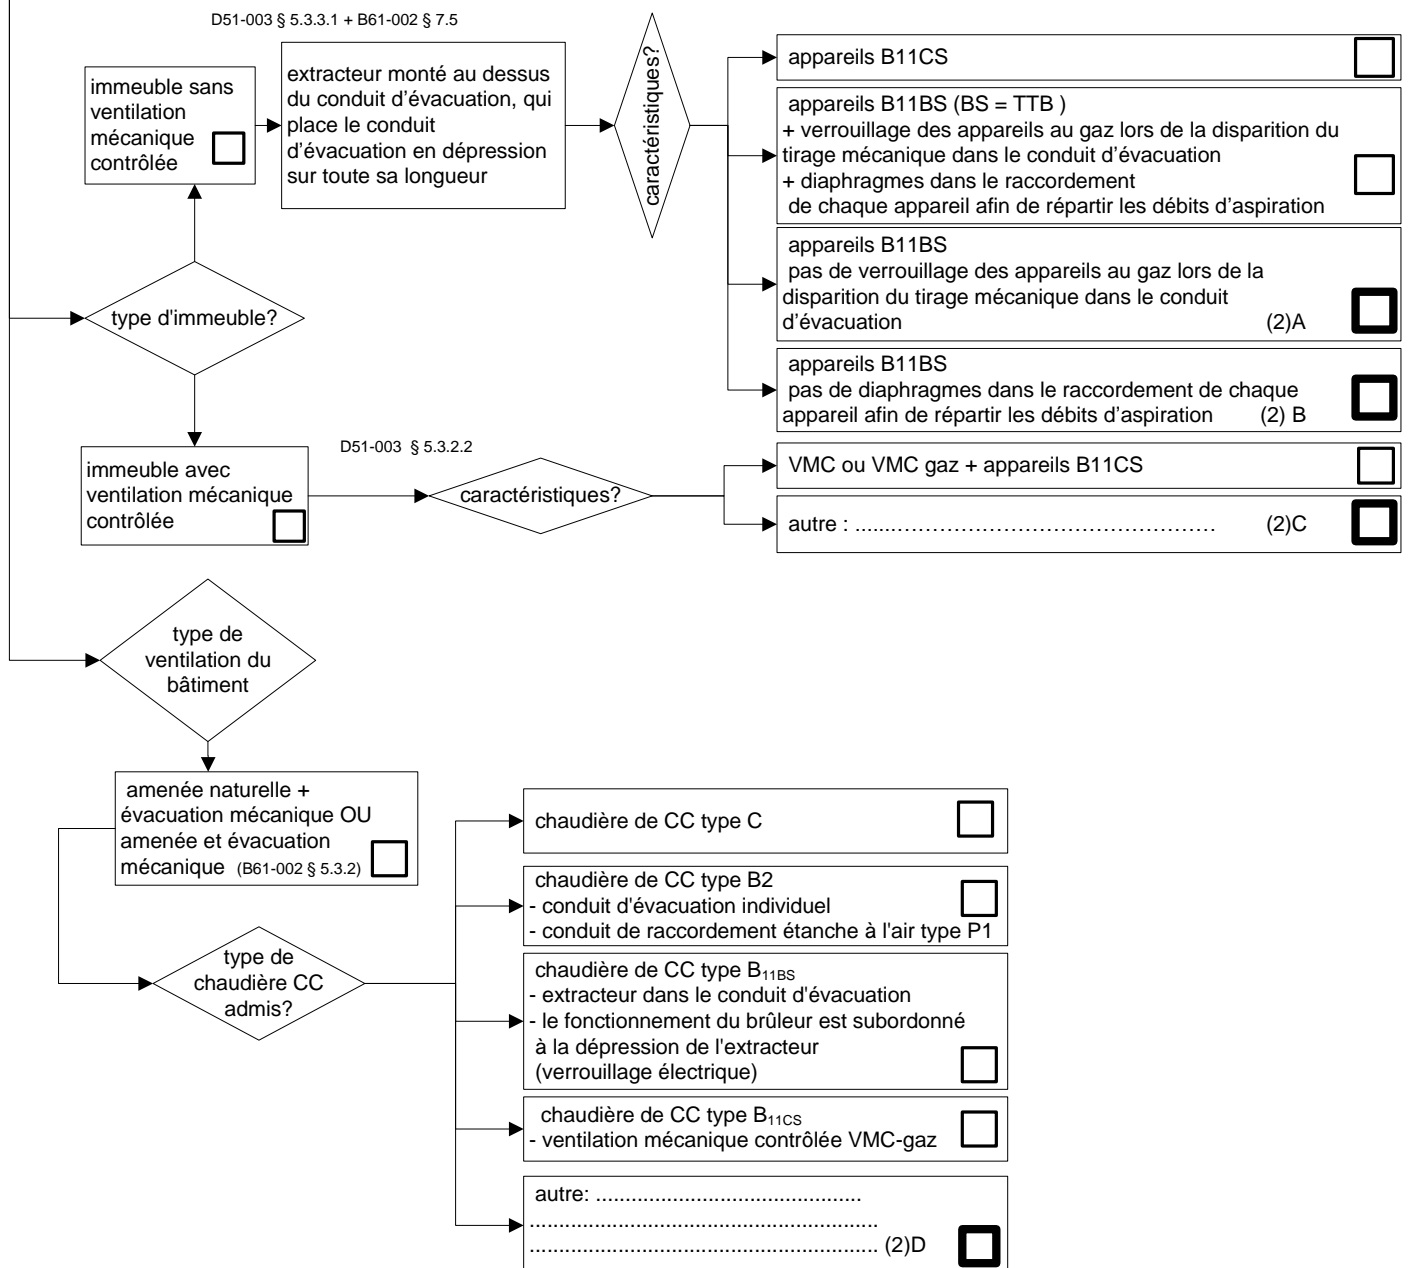 D51-003 § 5.3.3.1 + B61-002 § 7.5
immeuble sans
ventilation
mécanique
contrôlée
extracteur monté au dessus
du conduit d'évacuation, qui
place le conduit
d'évacuation en dépression
sur toute sa longueur
caractéristiques?
appareils B11CS
appareils B11BS (BS = TTB )
+ verrouillage des appareils au gaz lors de la disparition du
tirage mécanique dans le conduit d'évacuation
+ diaphragmes dans le raccordement
de chaque appareil afin de répartir les débits d'aspiration
appareils B11BS
pas de verrouillage des appareils au gaz lors de la
disparition du tirage mécanique dans le conduit
d'évacuation (2)A
appareils B11BS
pas de diaphragmes dans le raccordement de chaque
appareil afin de répartir les débits d'aspiration (2) B
type d'immeuble?
immeuble avec
ventilation mécanique
contrôlée
D51-003 § 5.3.2.2
caractéristiques?
VMC ou VMC gaz + appareils B11CS
autre : ...................................................... (2)C
type de
ventilation du
bâtiment
amenée naturelle +
évacuation mécanique OU
amenée et évacuation
mécanique (B61-002 § 5.3.2)
type de
chaudière CC
admis?
chaudière de CC type C
chaudière de CC type B2
- conduit d'évacuation individuel
- conduit de raccordement étanche à l'air type P1
chaudière de CC type B11BS
- extracteur dans le conduit d'évacuation
- le fonctionnement du brûleur est subordonné
à la dépression de l'extracteur
(verrouillage électrique)
chaudière de CC type B11CS
- ventilation mécanique contrôlée VMC-gaz
autre: .............................................
...........................................................
........................................................... (2)D